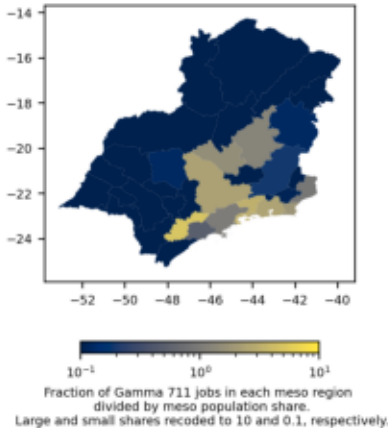 −14
−16
−18
−20
−22
−24
−52 −50 −48 −46 −44 −42 −40
10⁻¹ 10⁰ 10¹
Fraction of Gamma 711 jobs in each meso region
divided by meso population share.
Large and small shares recoded to 10 and 0.1, respectively